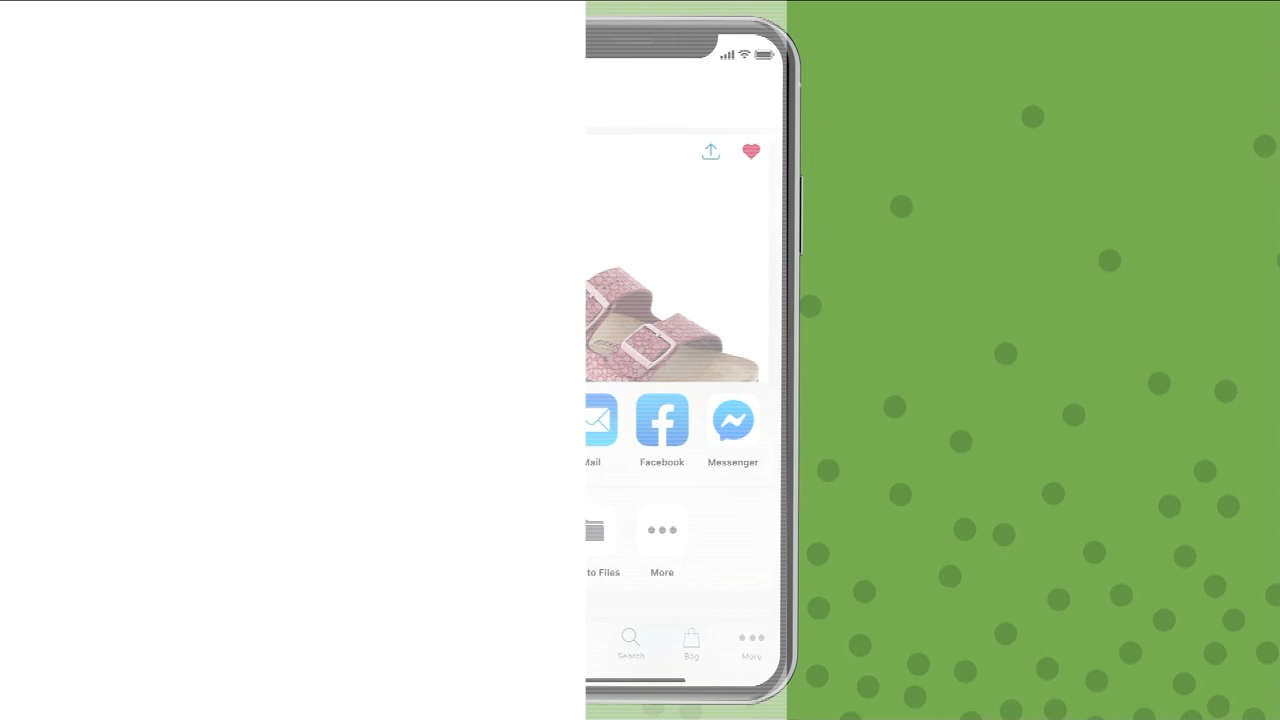 Mail
Facebook
Messenger
to Files
More
Search
Bag
More